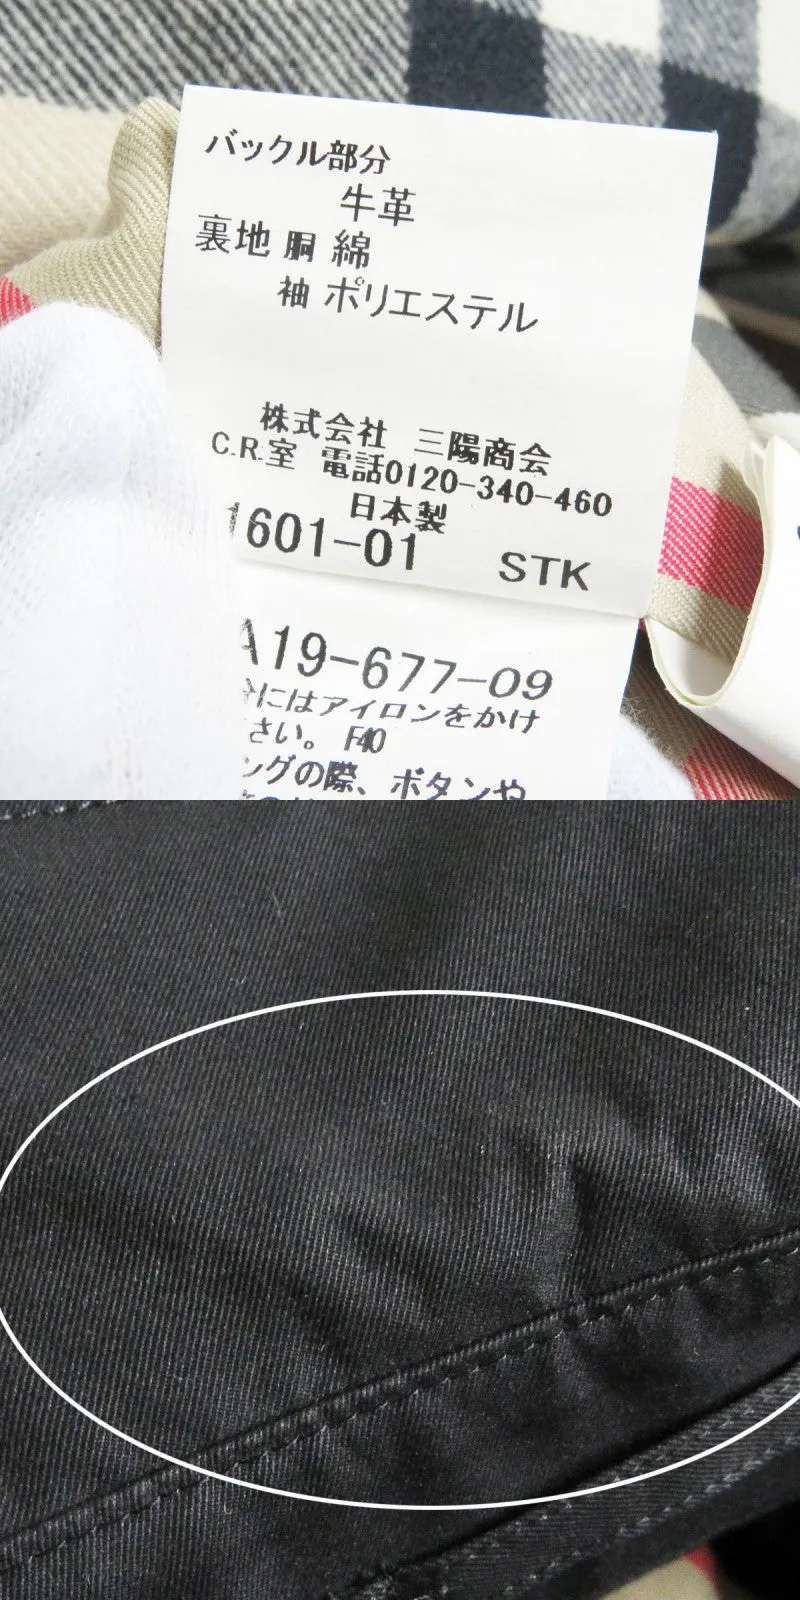 バックル部分
牛革
裏地 胴 綿
袖 ポリエステル
株式会社 三陽商会
C.R.室 電話0120-340-460
日本製
1601-01 STK
A19-677-09
にはアイロンをかけ
さい。 F40
ングの際、ボタンや